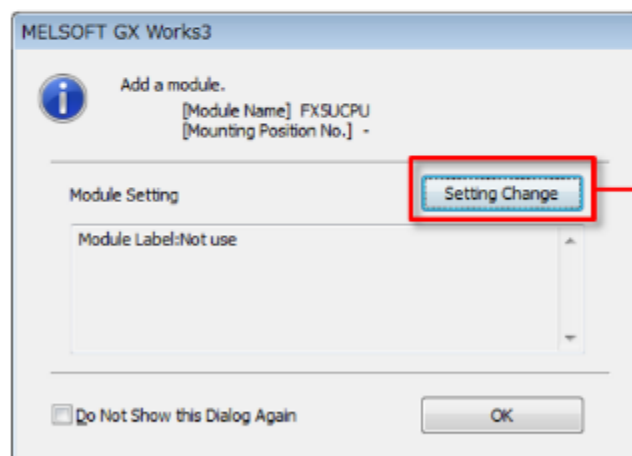 MELSOFT GX Works3
Add a module.
[Module Name] FX5UCPU
[Mounting Position No.] -
Module Setting
Setting Change
Module Label:Not use
Do Not Show this Dialog Again
OK